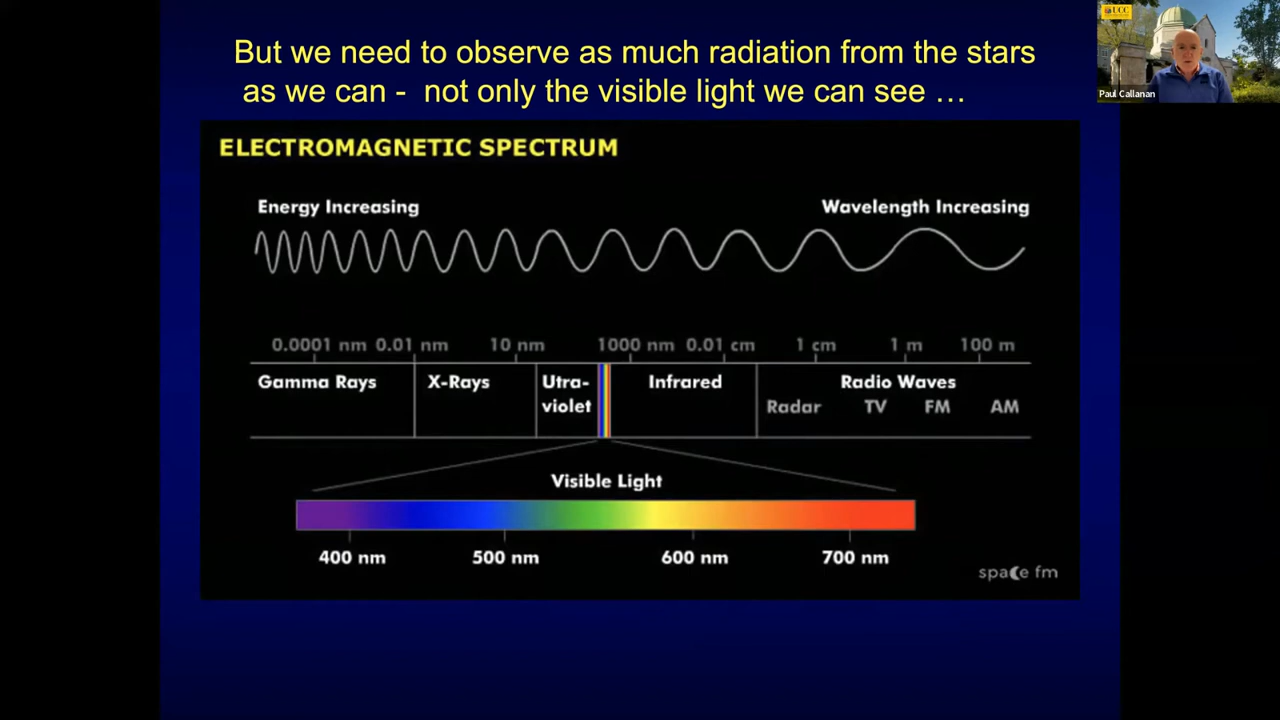 But we need to observe as much radiation from the stars
as we can - not only the visible light we can see …
UCC
Paul Callanan
ELECTROMAGNETIC SPECTRUM
Energy Increasing
Wavelength Increasing
0.0001 nm 0.01 nm 10 nm 1000 nm 0.01 cm 1 cm 1 m 100 m
Gamma Rays X-Rays Utra- Infrared Radio Waves
violet Radar TV FM AM
Visible Light
400 nm 500 nm 600 nm 700 nm
space fm